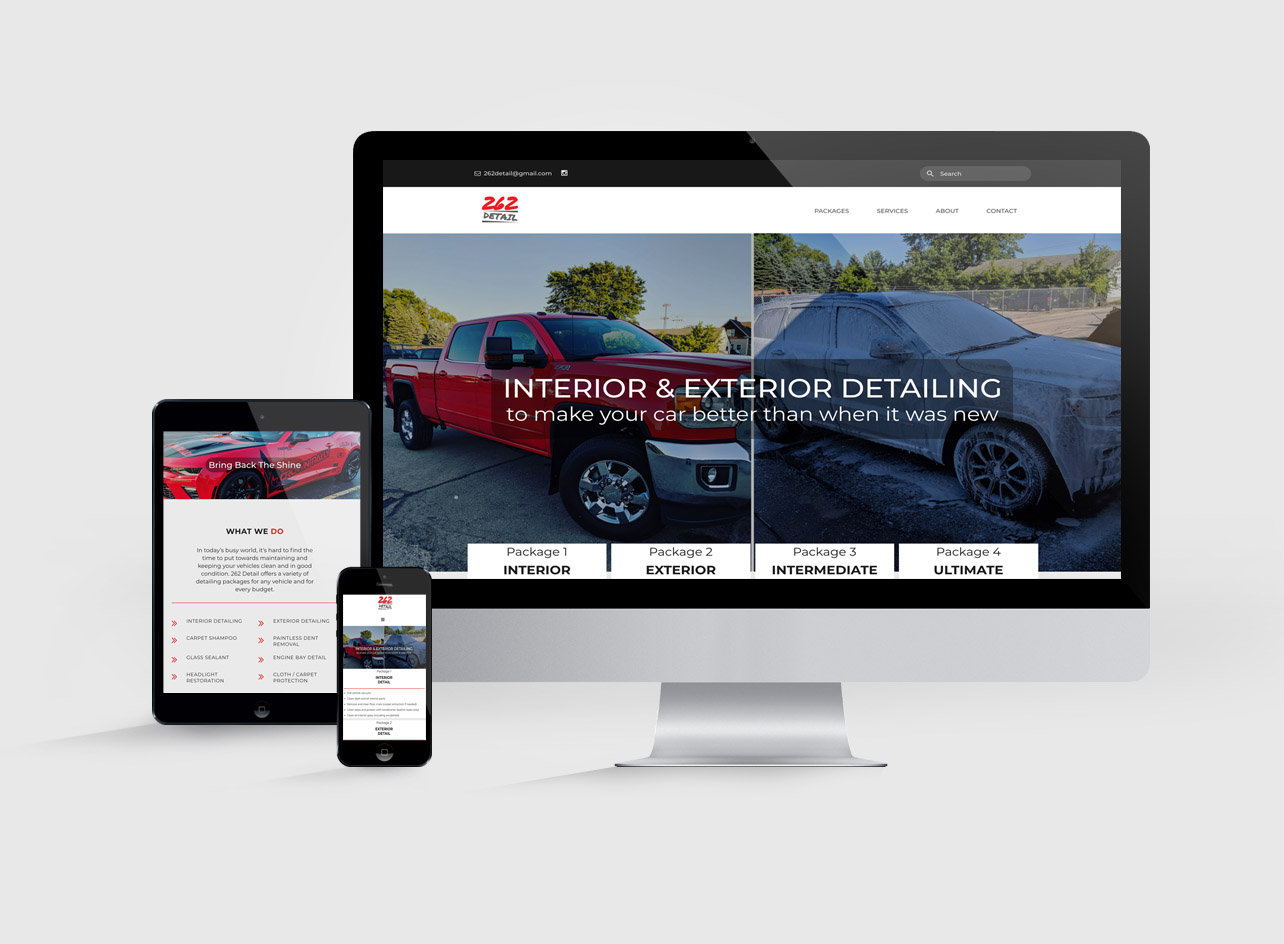 262detail@gmail.com
Search
262
DETAIL
PACKAGES SERVICES ABOUT CONTACT
INTERIOR & EXTERIOR DETAILING
to make your car better than when it was new
Package 1
INTERIOR
Package 2
EXTERIOR
Package 3
INTERMEDIATE
Package 4
ULTIMATE
Bring Back The Shine
WHAT WE DO
In today's busy world, it's hard to find the
time to put towards maintaining and
keeping your vehicles clean and in good
condition. 262 Detail offers a variety of
detailing packages for any vehicle and for
every budget.
INTERIOR DETAILING
EXTERIOR DETAILING
CARPET SHAMPOO
PAINTLESS DENT
REMOVAL
GLASS SEALANT
ENGINE BAY DETAIL
HEADLIGHT
RESTORATION
CLOTH / CARPET
PROTECTION
262
DETAIL
INTERIOR & EXTERIOR DETAILING
Package 1
INTERIOR
DETAIL
Package 2
EXTERIOR
DETAIL